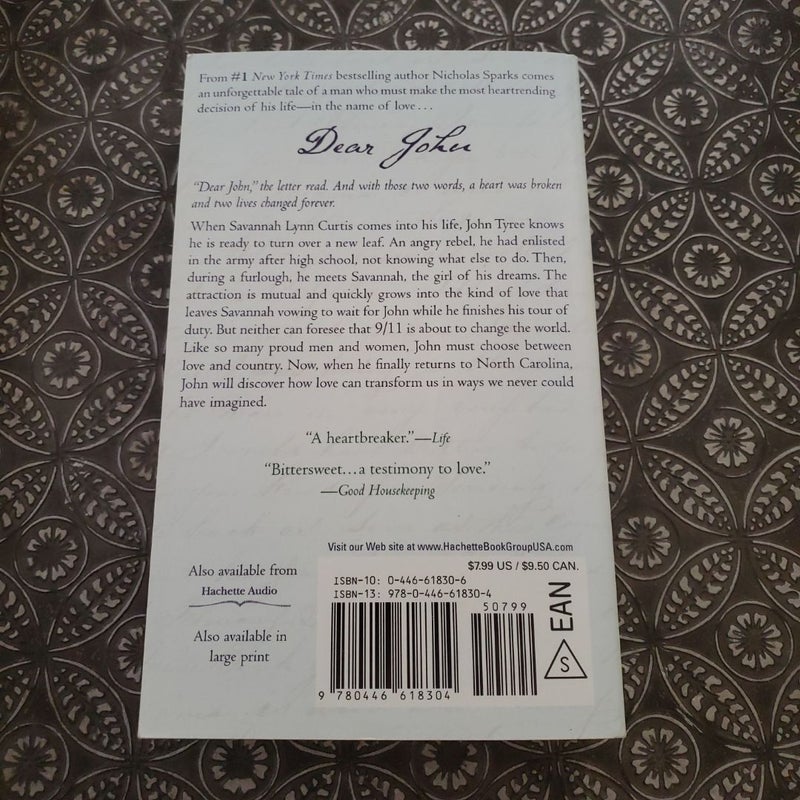 From #1 New York Times bestselling author Nicholas Sparks comes
an unforgettable tale of a man who must make the most heartrending
decision of his life—in the name of love...
Dear John
"Dear John," the letter read. And with those two words, a heart was broken
and two lives changed forever.
When Savannah Lynn Curtis comes into his life, John Tyree knows
he is ready to turn over a new leaf. An angry rebel, he had enlisted
in the army after high school, not knowing what else to do. Then,
during a furlough, he meets Savannah, the girl of his dreams. The
attraction is mutual and quickly grows into the kind of love that
leaves Savannah vowing to wait for John while he finishes his tour of
duty. But neither can foresee that 9/11 is about to change the world.
Like so many proud men and women, John must choose between
love and country. Now, when he finally returns to North Carolina,
John will discover how love can transform us in ways we never could
have imagined.
"A heartbreaker."—Life
"Bittersweet...a testimony to love."
—Good Housekeeping
Visit our Web site at www.HachetteBookGroupUSA.com
Also available from
Hachette Audio
Also available in
large print
$7.99 US / $9.50 CAN.
ISBN-10: 0-446-61830-6
ISBN-13: 978-0-446-61830-4
50799
EAN
S
9 780446 618304